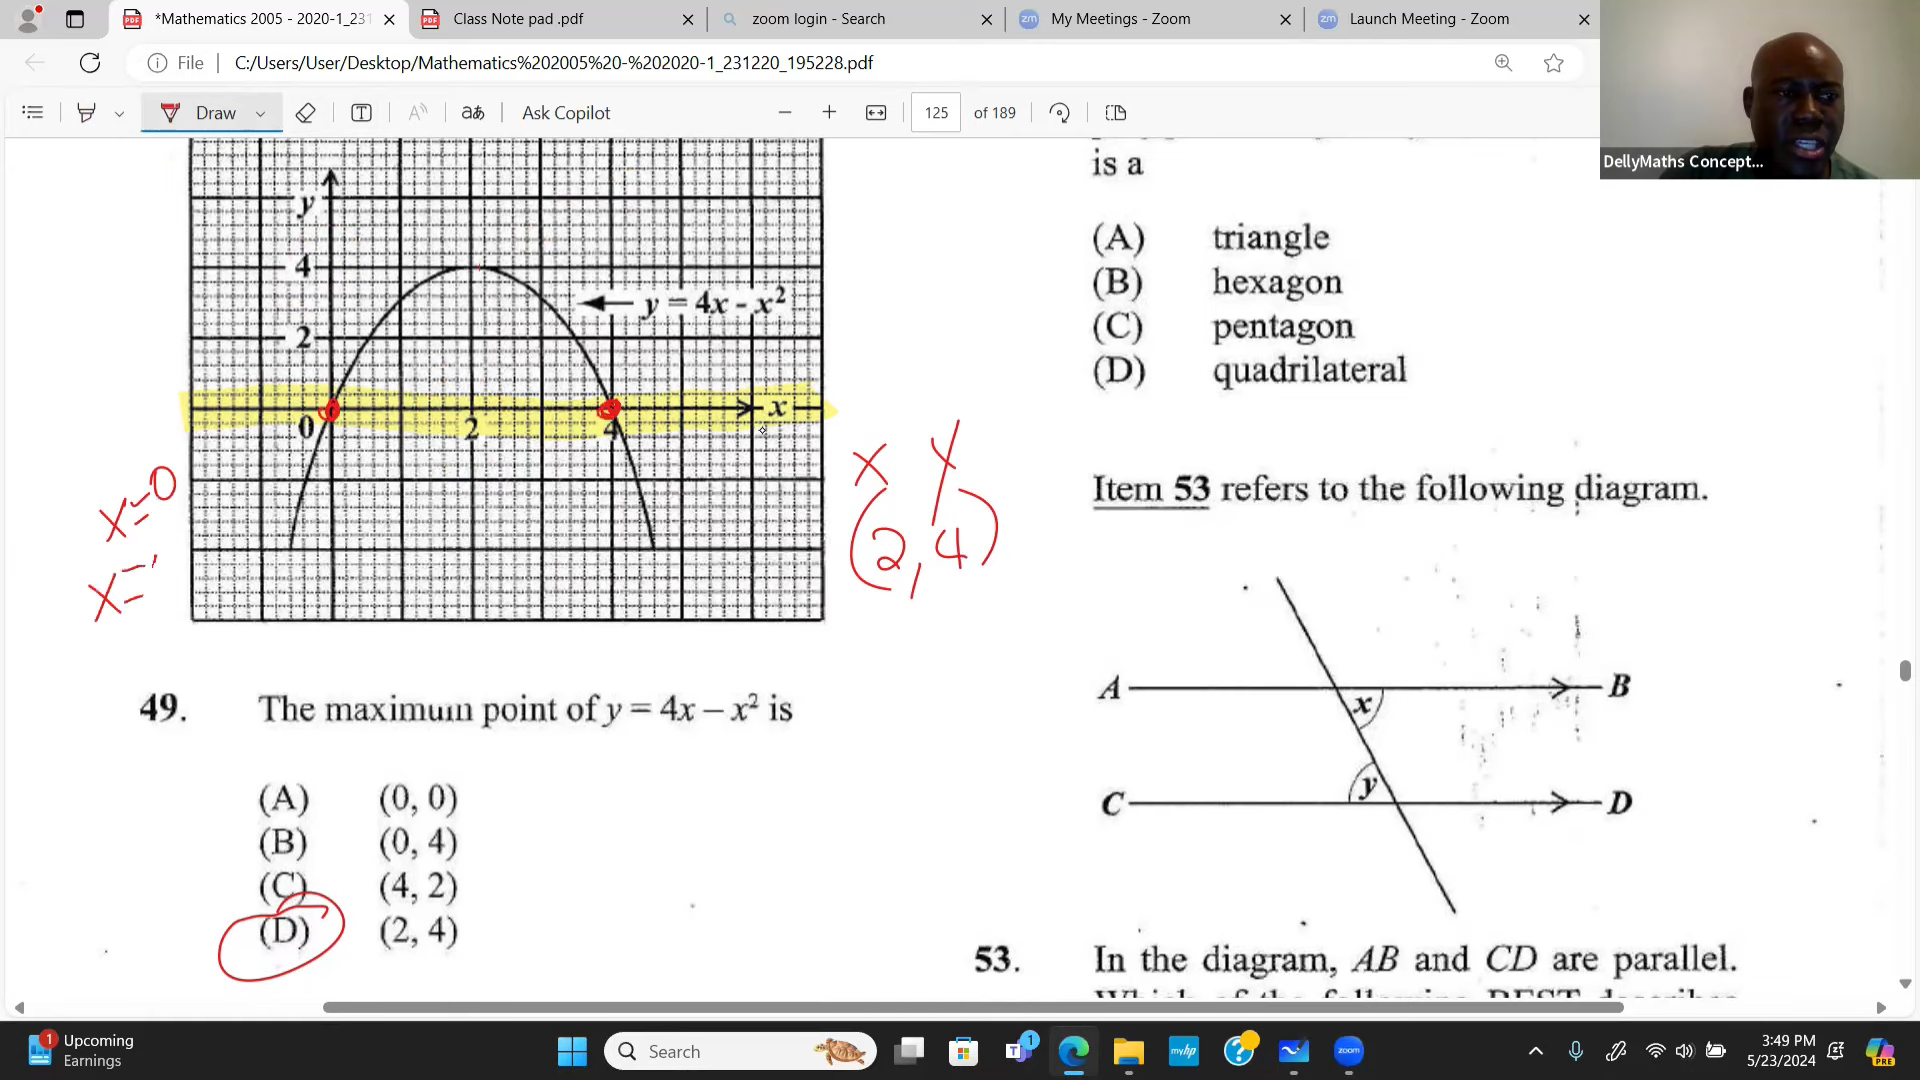 *Mathematics 2005 - 2020-1_231
Class Note pad .pdf
zoom login - Search
My Meetings - Zoom
Launch Meeting - Zoom
File
C:/Users/User/Desktop/Mathematics%202005%20-%202020-1_231220_195228.pdf
Draw
Ask Copilot
125
of 189
DellyMaths Concept...
y
4
y = 4x - x²
2
x
0
2
4
x=0
x=
x y
(2, 4)
49. The maximum point of y = 4x – x² is
(A) (0, 0)
(B) (0, 4)
(C) (4, 2)
(D) (2, 4)
is a
(A) triangle
(B) hexagon
(C) pentagon
(D) quadrilateral
Item 53 refers to the following diagram.
A
B
x
y
C
D
53. In the diagram, AB and CD are parallel.
Upcoming
Earnings
Search
3:49 PM
5/23/2024